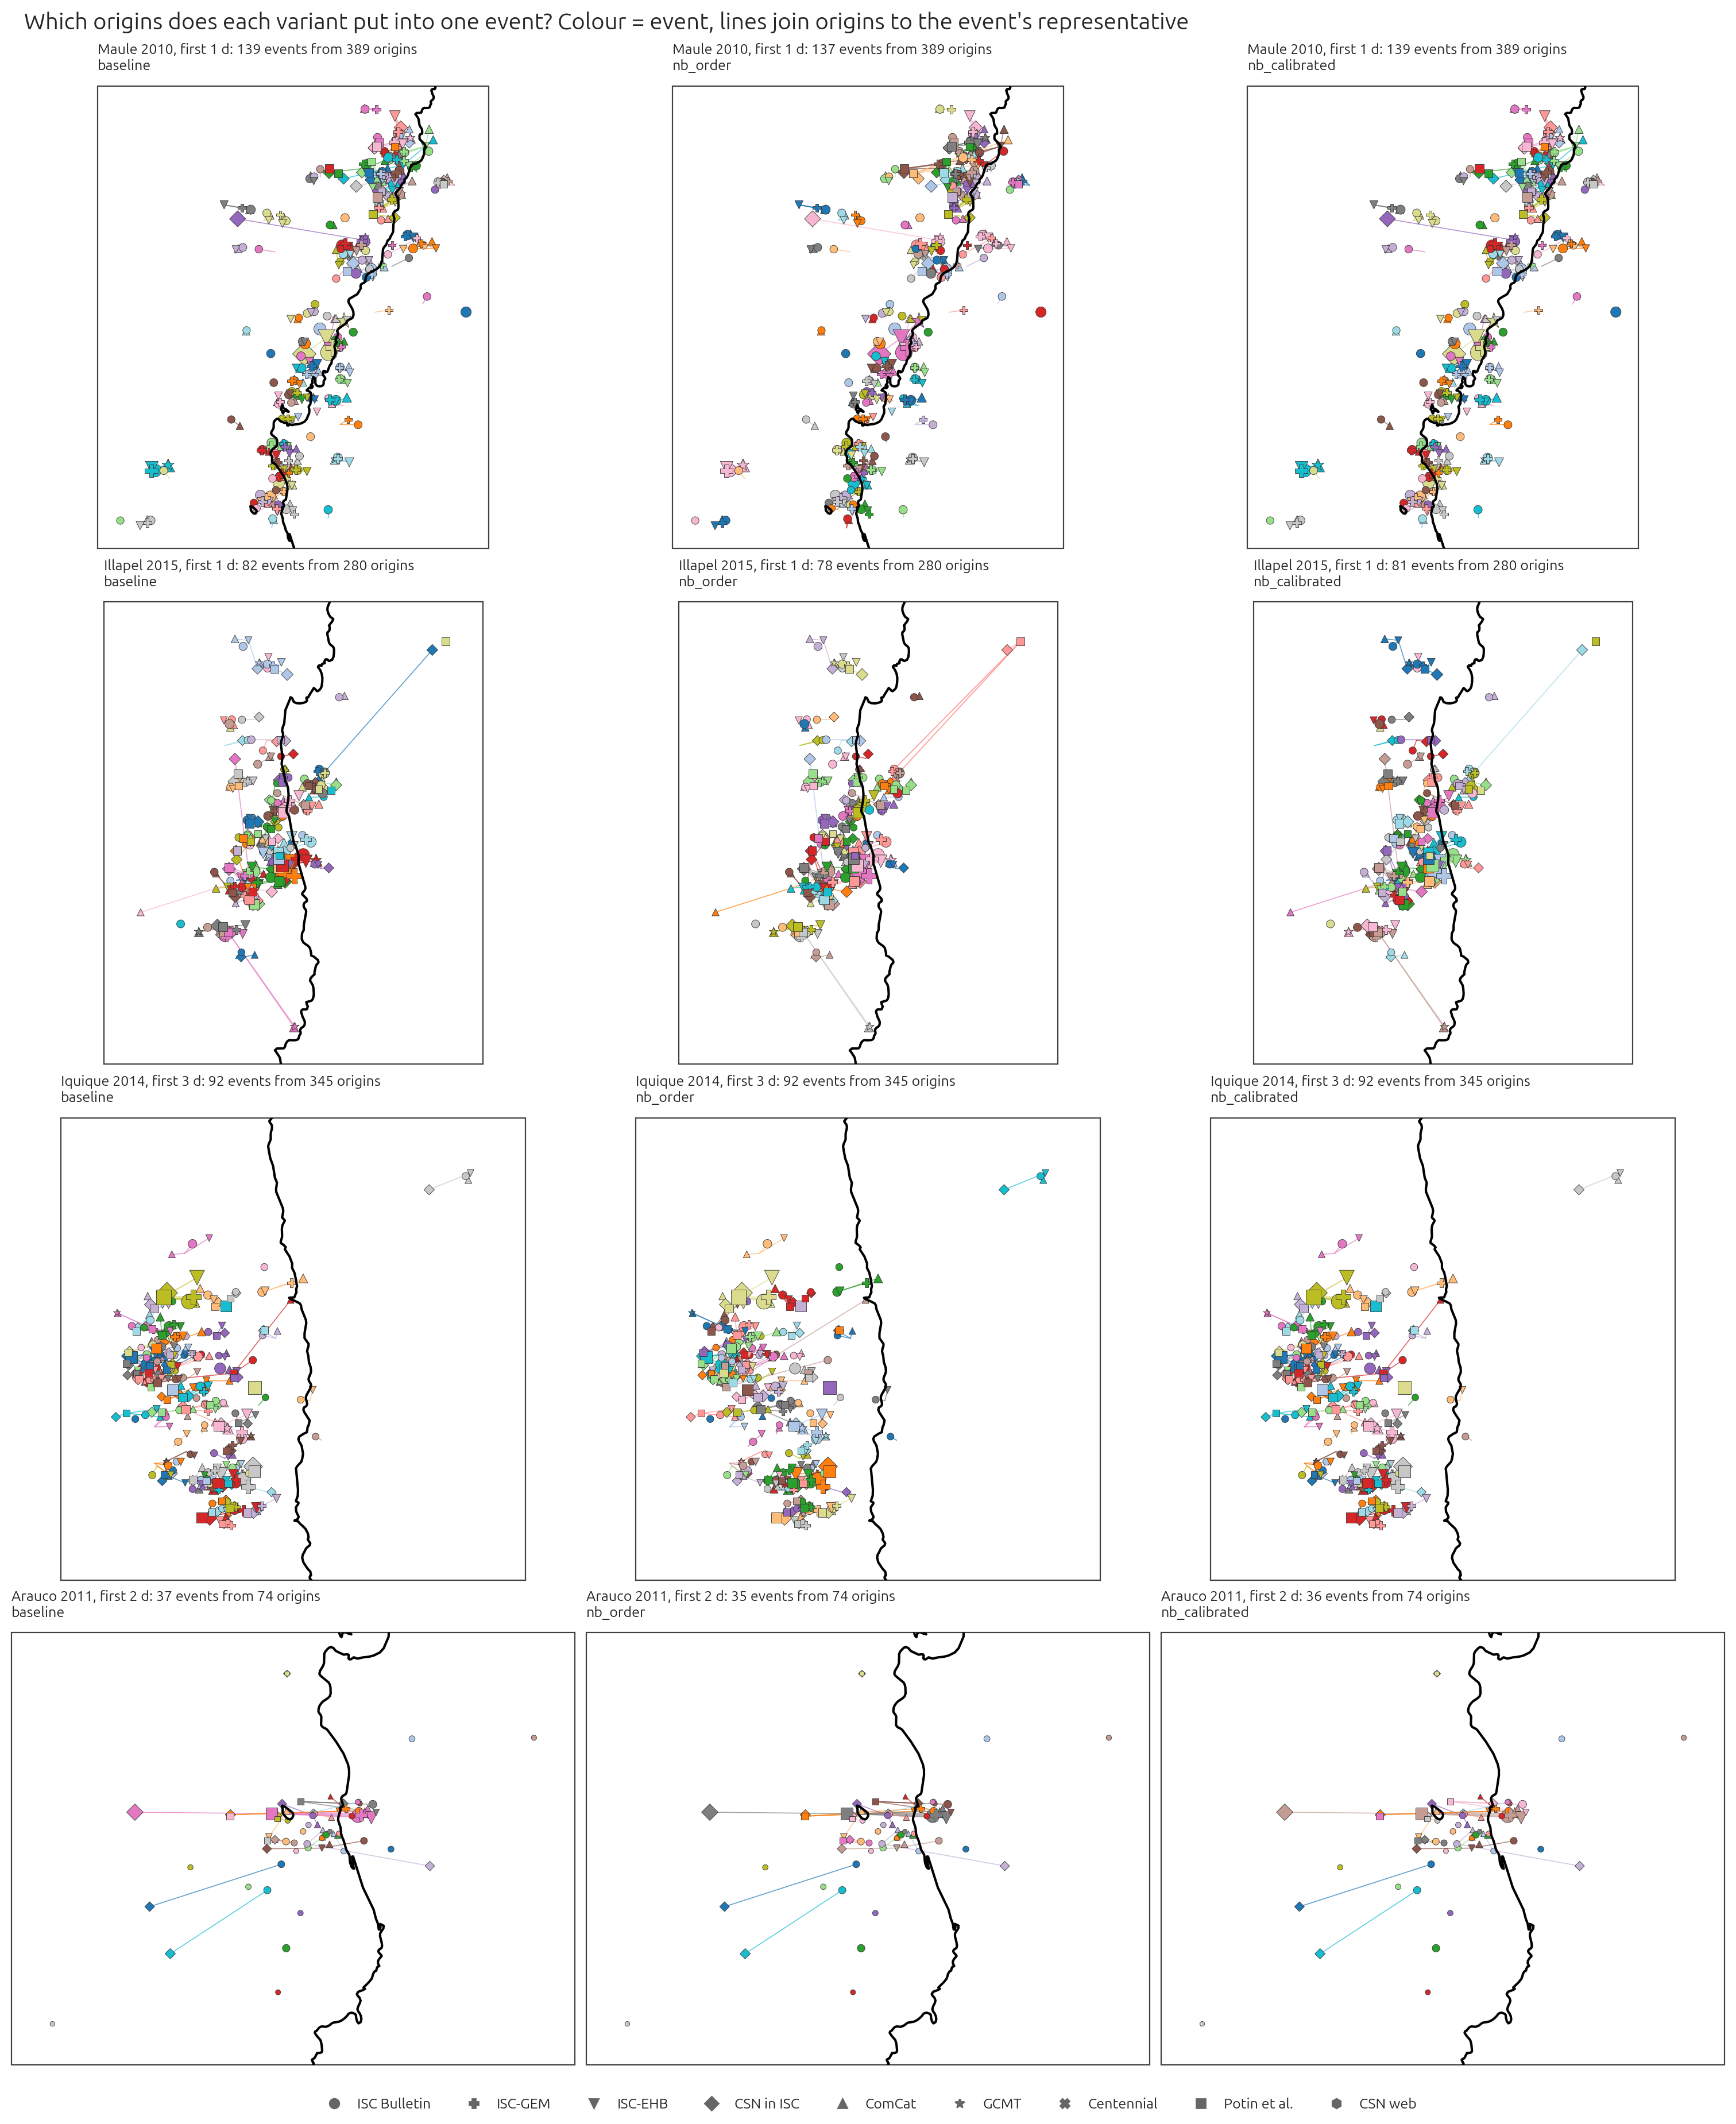 Which origins does each variant put into one event? Colour = event, lines join origins to the event's representative
Maule 2010, first 1 d: 139 events from 389 origins
baseline
Maule 2010, first 1 d: 137 events from 389 origins
nb_order
Maule 2010, first 1 d: 139 events from 389 origins
nb_calibrated
Illapel 2015, first 1 d: 82 events from 280 origins
baseline
Illapel 2015, first 1 d: 78 events from 280 origins
nb_order
Illapel 2015, first 1 d: 81 events from 280 origins
nb_calibrated
Iquique 2014, first 3 d: 92 events from 345 origins
baseline
Iquique 2014, first 3 d: 92 events from 345 origins
nb_order
Iquique 2014, first 3 d: 92 events from 345 origins
nb_calibrated
Arauco 2011, first 2 d: 37 events from 74 origins
baseline
Arauco 2011, first 2 d: 35 events from 74 origins
nb_order
Arauco 2011, first 2 d: 36 events from 74 origins
nb_calibrated
ISC Bulletin
ISC-GEM
ISC-EHB
CSN in ISC
ComCat
GCMT
Centennial
Potin et al.
CSN web